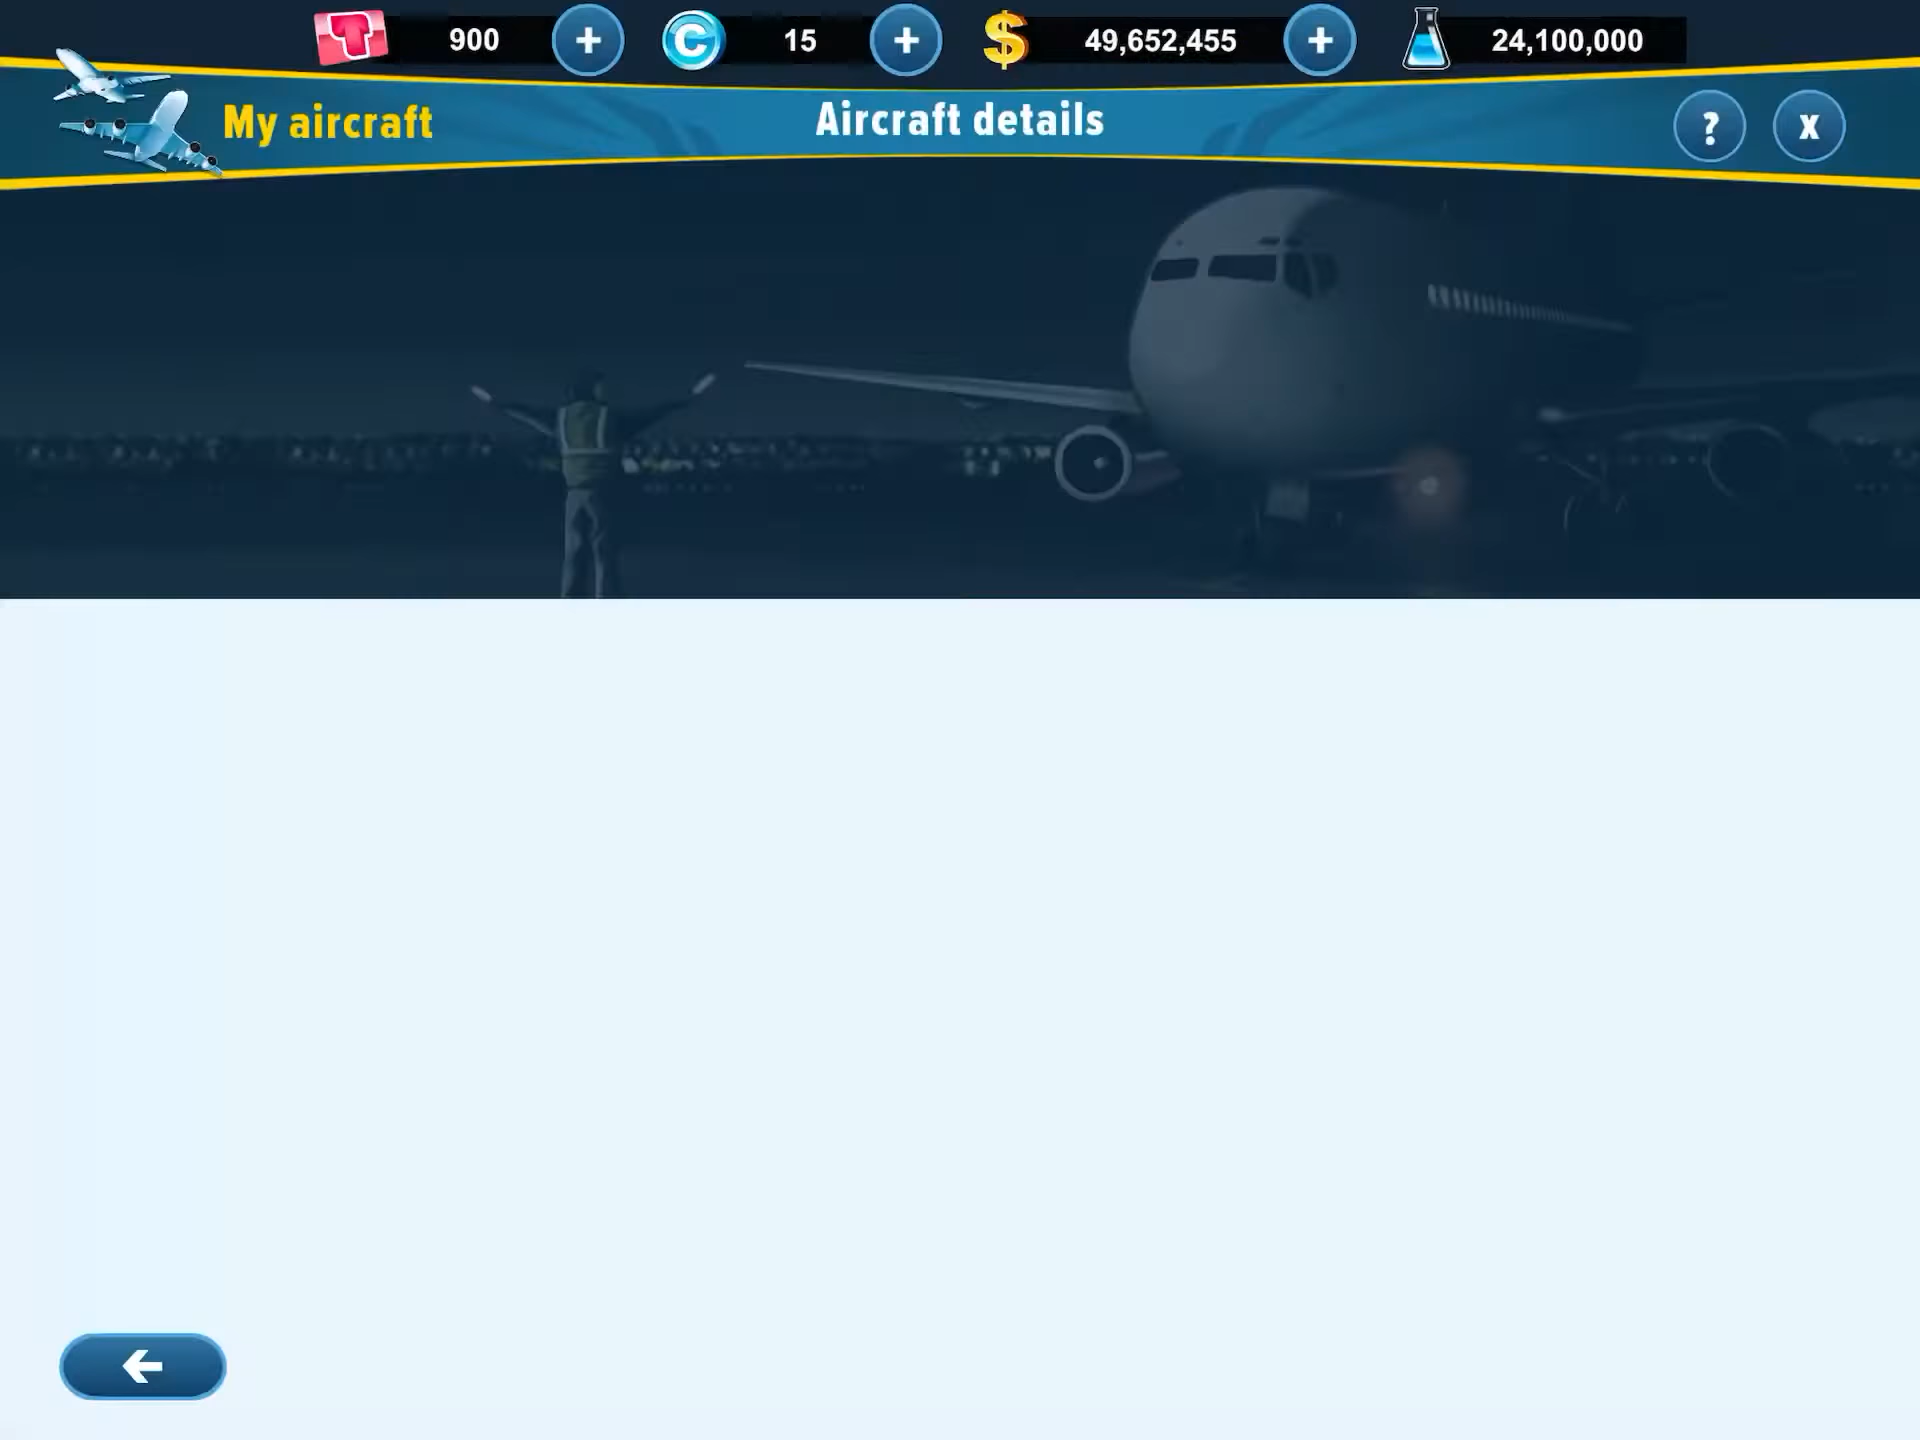 900 + 15 + 49,652,455 + 24,100,000
My aircraft Aircraft details ? X